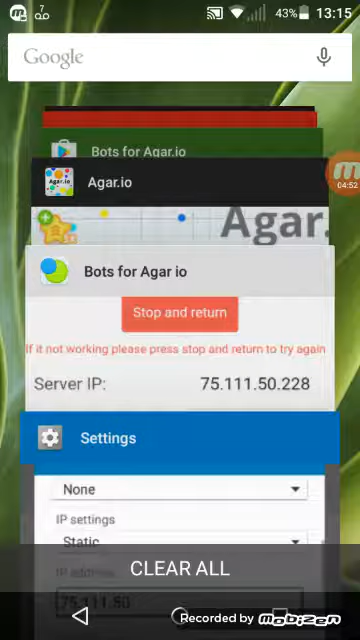 7
43%
13:15
Google
Bots for Agar.io
Agar.io
04:52
Agar.
Bots for Agar io
Stop and return
If it not working please press stop and return to try again
Server IP:
75.111.50.228
Settings
None
IP settings
Static
IP address
75.111.50
CLEAR ALL
Recorded by mobizen